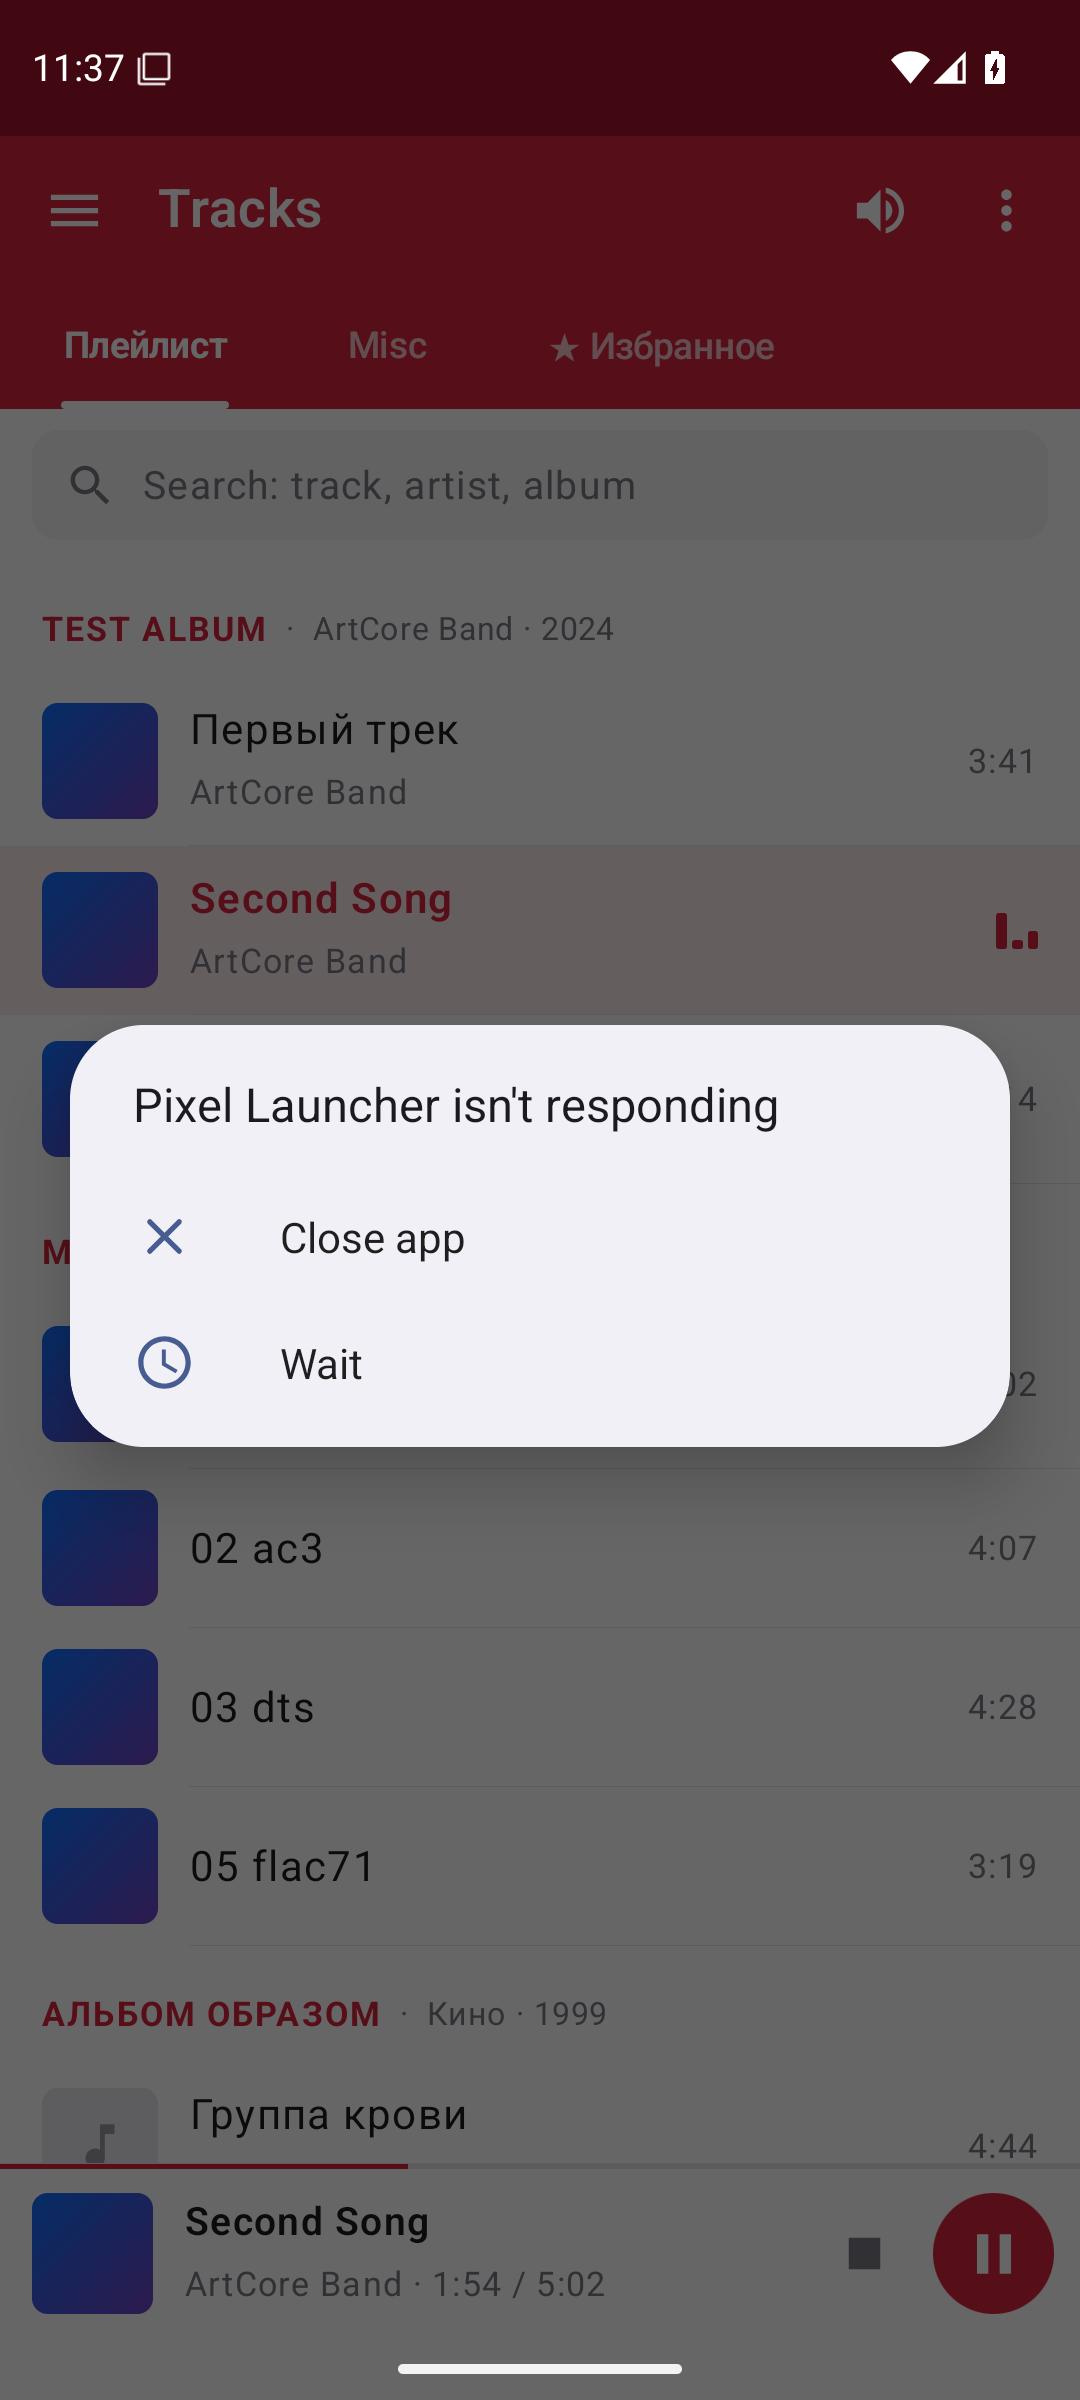 11:37
Tracks
Плейлист
Misc
★ Избранное
Search: track, artist, album
TEST ALBUM · ArtCore Band · 2024
Первый трек
3:41
ArtCore Band
Second Song
ArtCore Band
4
Pixel Launcher isn't responding
M
Close app
Wait
02
02 ac3
4:07
03 dts
4:28
05 flac71
3:19
АЛЬБОМ ОБРАЗОМ · Кино · 1999
Группа крови
4:44
Second Song
ArtCore Band · 1:54 / 5:02